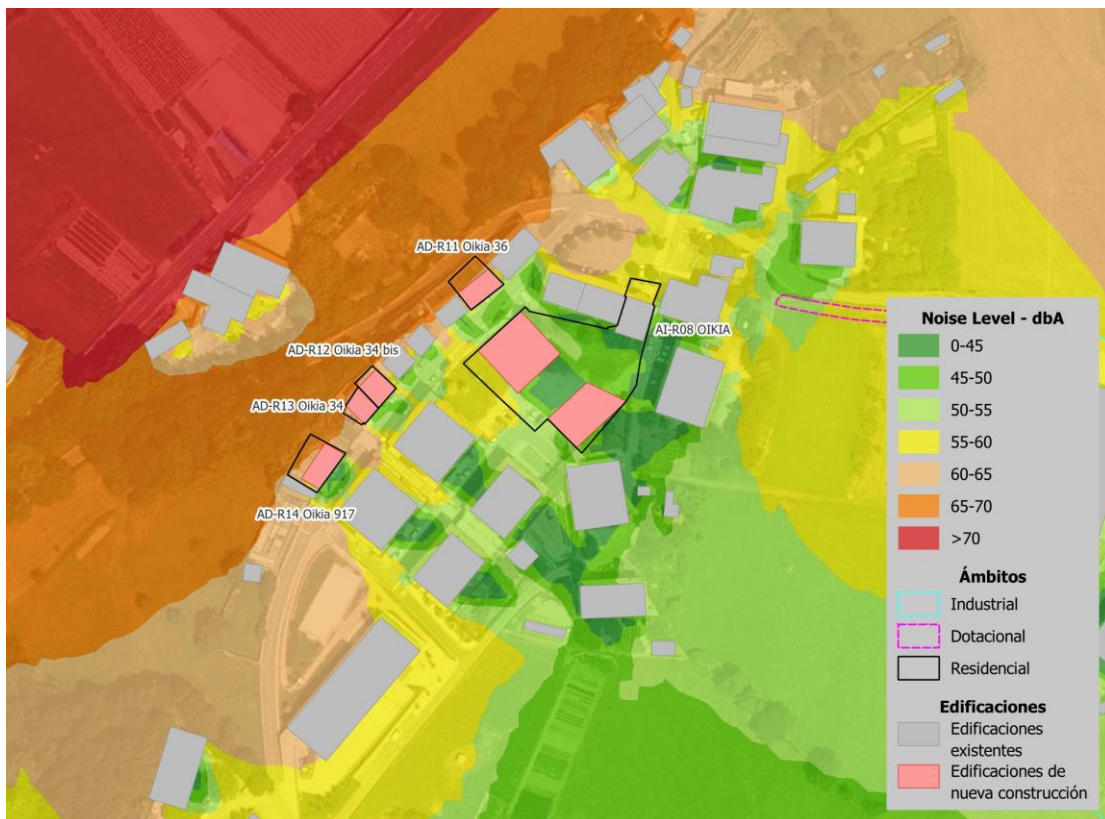 AD-R11 Oikia 36
AI-R08 OIKIA
AD-R12 Oikia 34 bis
AD-R13 Oikia 34
AD-R14 Oikia 917
Noise Level - dbA
0-45
45-50
50-55
55-60
60-65
65-70
>70
Ámbitos
Industrial
Dotacional
Residencial
Edificaciones
Edificaciones
existentes
Edificaciones de
nueva construcción